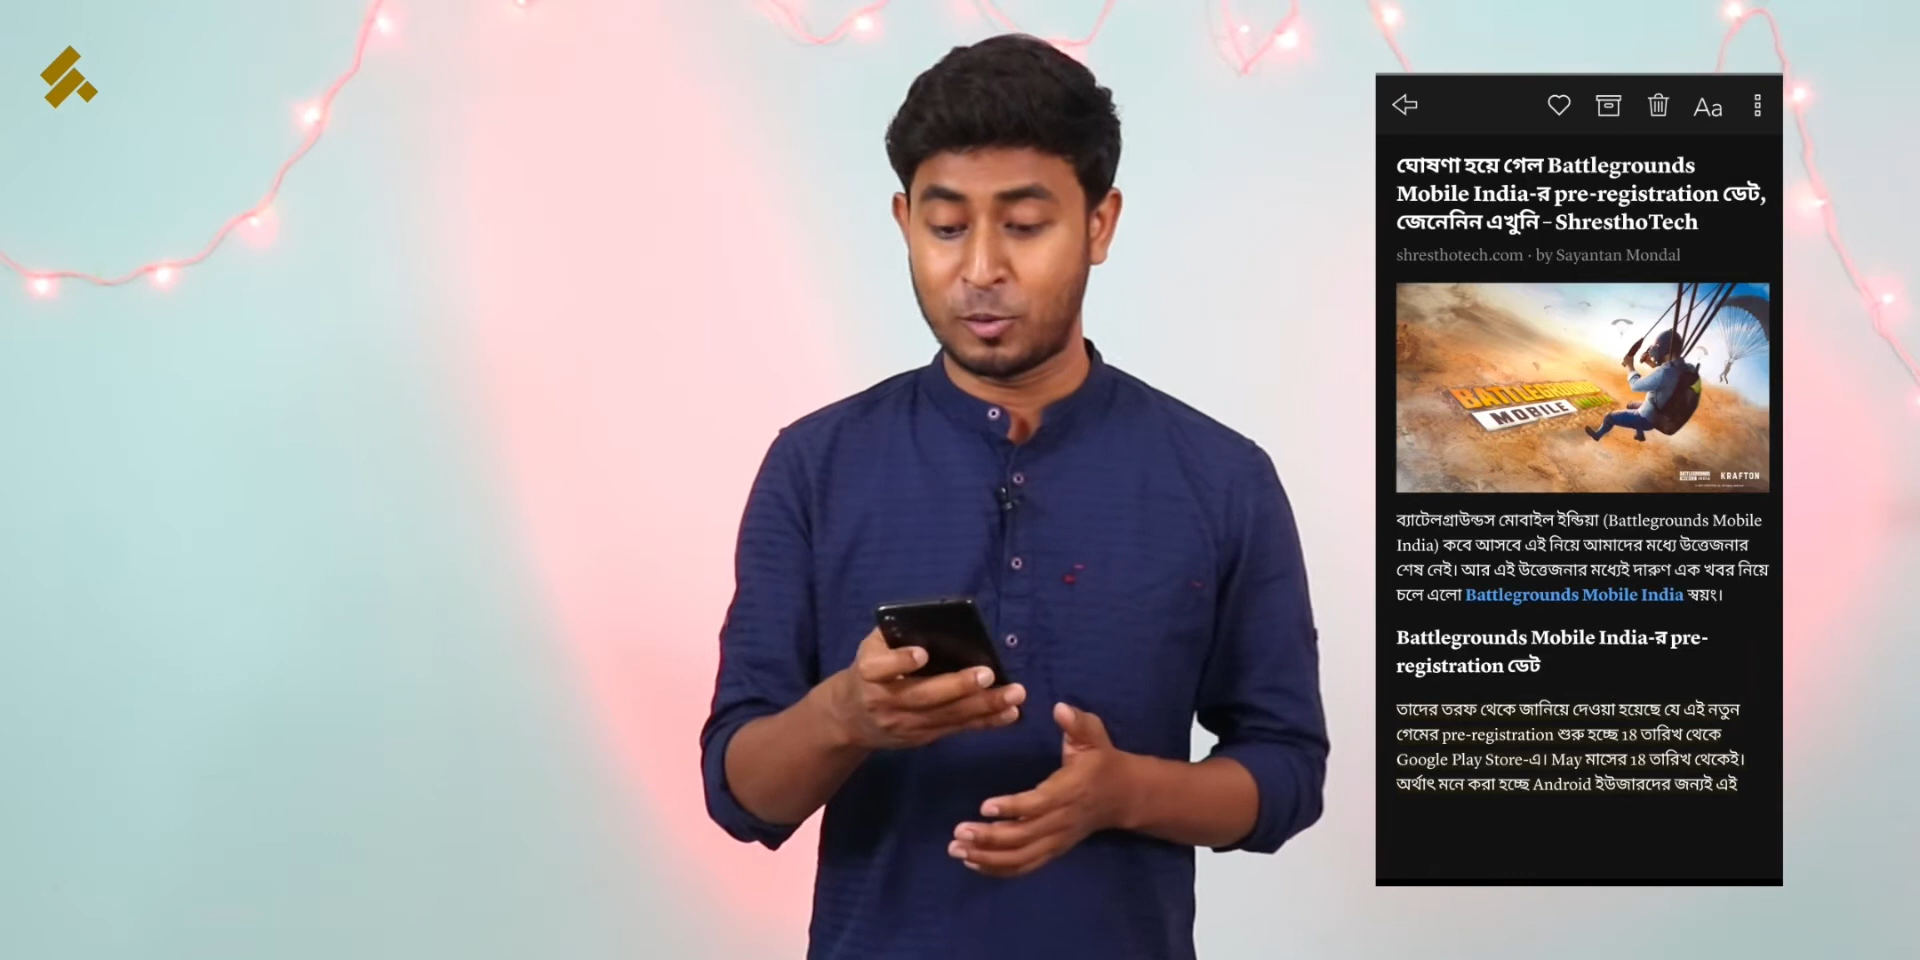 Aa
ঘোষণা হয়ে গেল Battlegrounds
Mobile India-র pre-registration ডেট,
জেনেনিন এখুনি – ShresthoTech
shresthotech.com · by Sayantan Mondal
BATTLEGROUNDS
MOBILE INDIA
KRAFTON
ব্যাটেলগ্রাউন্ডস মোবাইল ইন্ডিয়া (Battlegrounds Mobile
India) কবে আসবে এই নিয়ে আমাদের মধ্যে উত্তেজনার
শেষ নেই। আর এই উত্তেজনার মধ্যেই দারুণ এক খবর নিয়ে
চলে এলো Battlegrounds Mobile India স্বয়ং।
Battlegrounds Mobile India-র pre-
registration ডেট
তাদের তরফ থেকে জানিয়ে দেওয়া হয়েছে যে এই নতুন
গেমের pre-registration শুরু হচ্ছে 18 তারিখ থেকে
Google Play Store-এ। May মাসের 18 তারিখ থেকেই।
অর্থাৎ মনে করা হচ্ছে Android ইউজারদের জন্যই এই